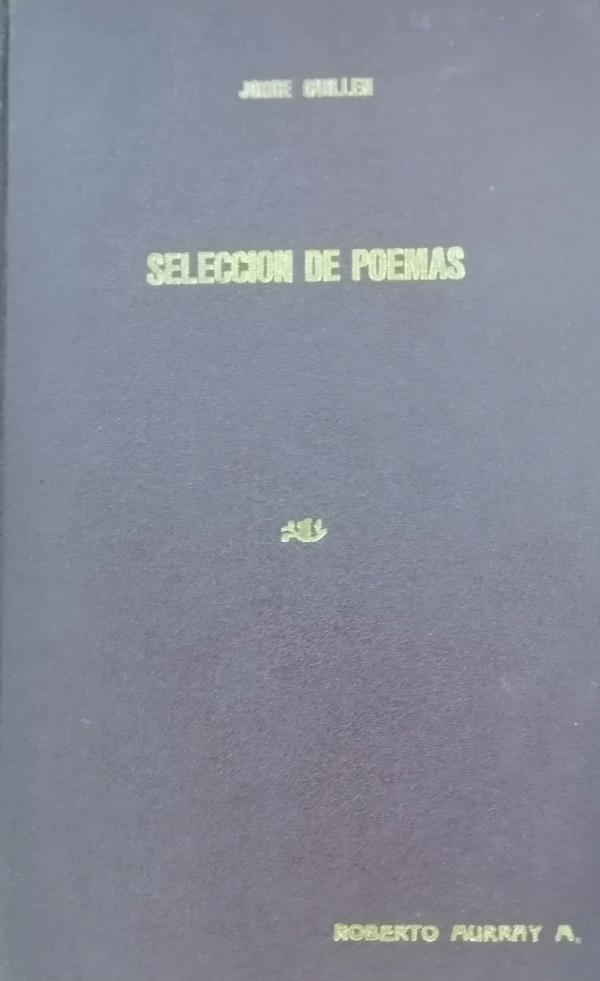 JORGE GUILLEN
SELECCION DE POEMAS
ROBERTO MURRAY M.